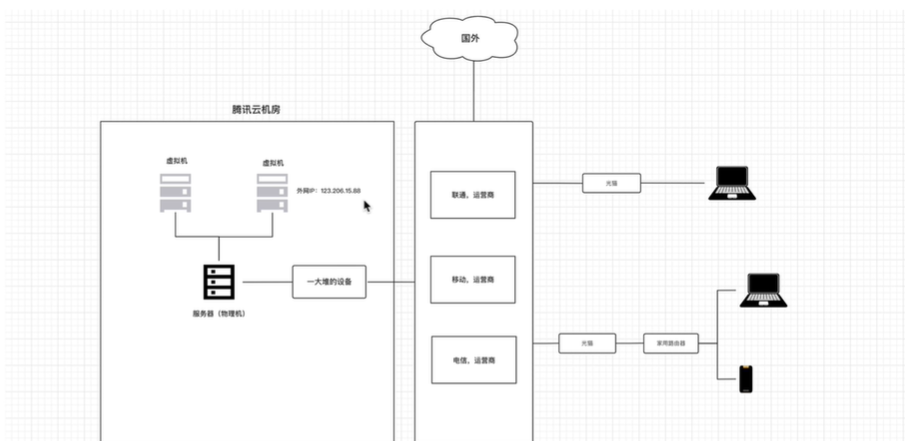 国外
腾讯云机房
虚拟机
虚拟机
外网IP：123.206.15.88
联通、运营商
光猫
一大堆的设备
移动、运营商
服务器（物理机）
光猫
家用路由器
电信、运营商